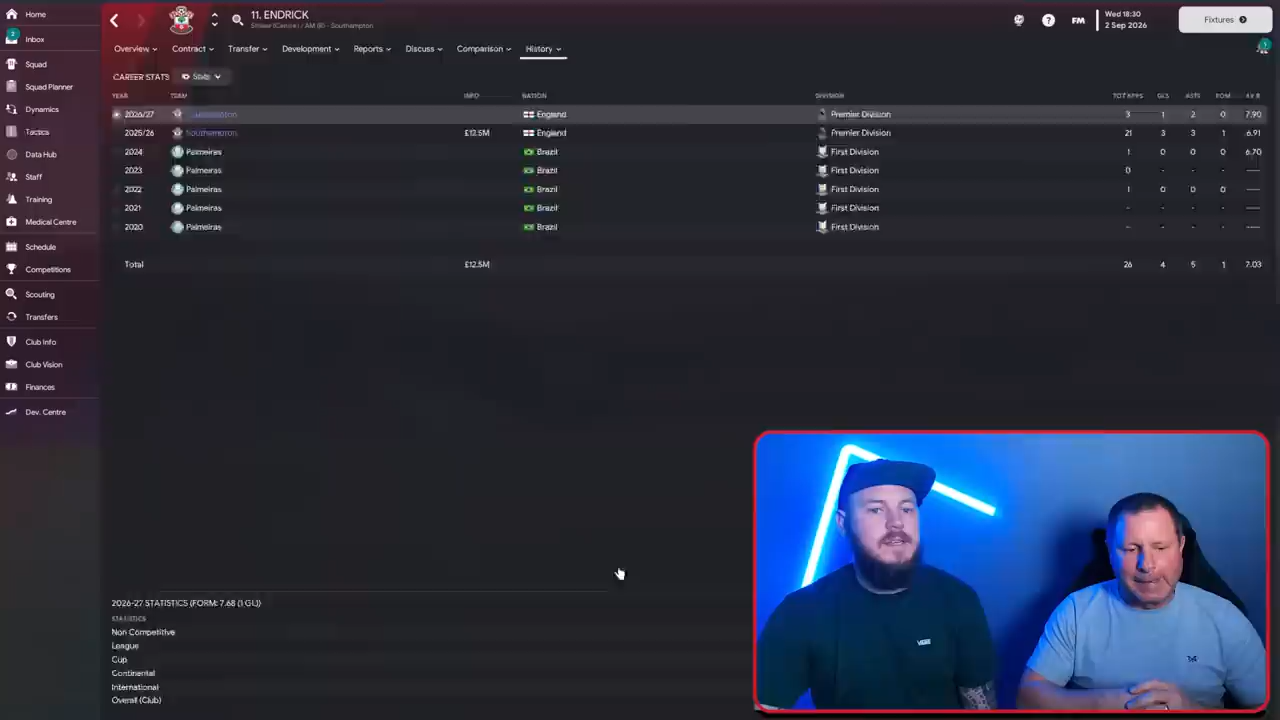 Home
Inbox
Squad
Squad Planner
Dynamics
Tactics
Data Hub
Staff
Training
Medical Centre
Schedule
Competitions
Scouting
Transfers
Club Info
Club Vision
Finances
Dev. Centre
11. ENDRICK
Striker (Centre) / AM (R) - Southampton
FM
Wed 18:30
2 Sep 2026
Fixtures
Overview Contract Transfer Development Reports Discuss Comparison History
CAREER STATS Stats
YEAR TEAM INFO NATION DIVISION TOT APPS GLS ASTS POM AV R
2026/27 Southampton England Premier Division 3 1 2 0 7.90
2025/26 Southampton £12.5M England Premier Division 21 3 3 1 6.91
2024 Palmeiras Brazil First Division 1 0 0 0 6.70
2023 Palmeiras Brazil First Division 0 - - - ----
2022 Palmeiras Brazil First Division 1 0 0 0 ----
2021 Palmeiras Brazil First Division - - - - ----
2020 Palmeiras Brazil First Division - - - - ----
Total £12.5M 26 4 5 1 7.03
2026-27 STATISTICS (FORM: 7.68 (1 GL))
STATISTICS
Non Competitive
League
Cup
Continental
International
Overall (Club)
VANS